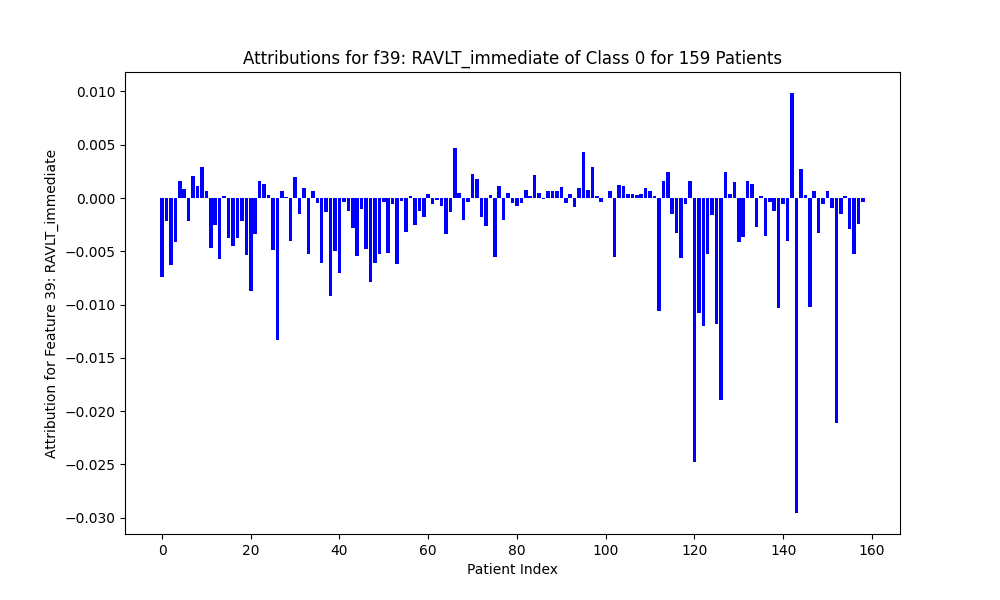 Attributions for f39: RAVLT_immediate of Class 0 for 159 Patients
Attribution for Feature 39: RAVLT_immediate
0.010
0.005
0.000
−0.005
−0.010
−0.015
−0.020
−0.025
−0.030
0 20 40 60 80 100 120 140 160
Patient Index